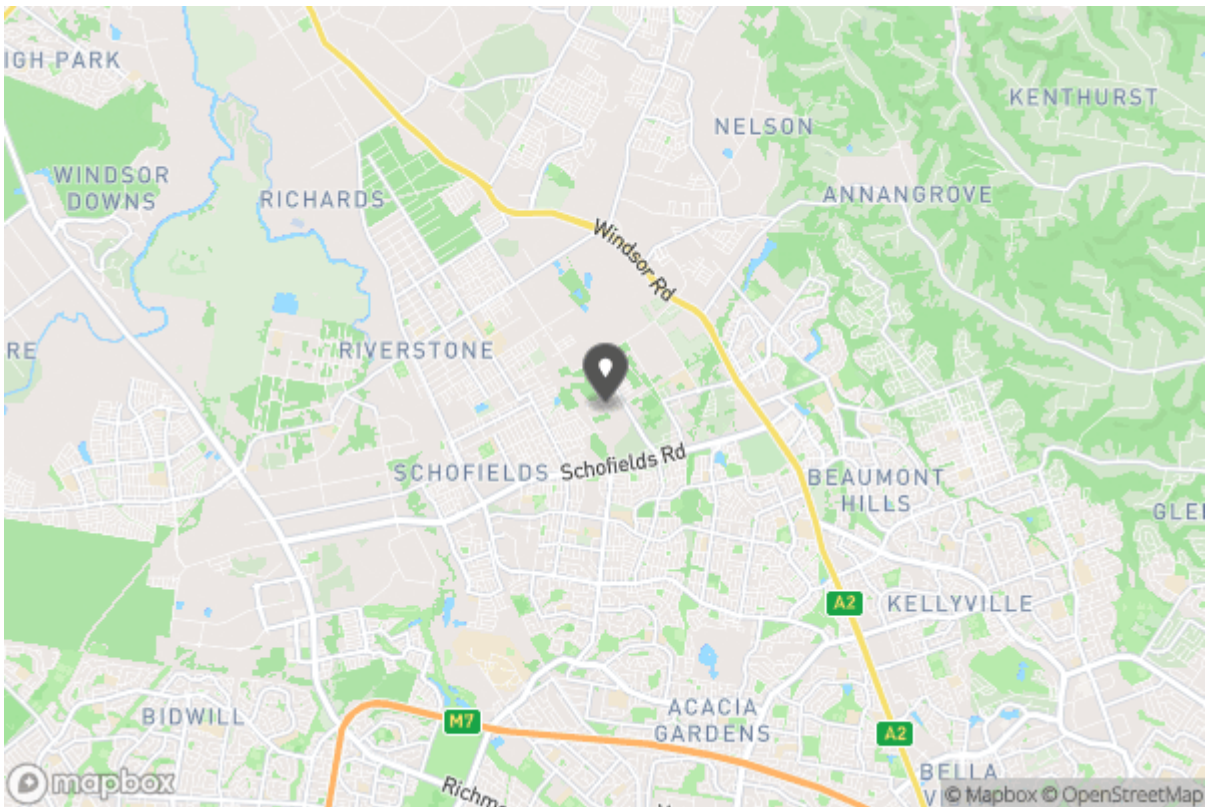 IGH PARK
KENTHURST
NELSON
WINDSOR
DOWNS
RICHARDS
ANNANGROVE
Windsor Rd
RE
RIVERSTONE
SCHOFIELDS
Schofields Rd
BEAUMONT
HILLS
GLE
A2
KELLYVILLE
BIDWILL
M7
ACACIA
GARDENS
A2
BELLA
V
mapbox
Richm
© Mapbox © OpenStreetMap